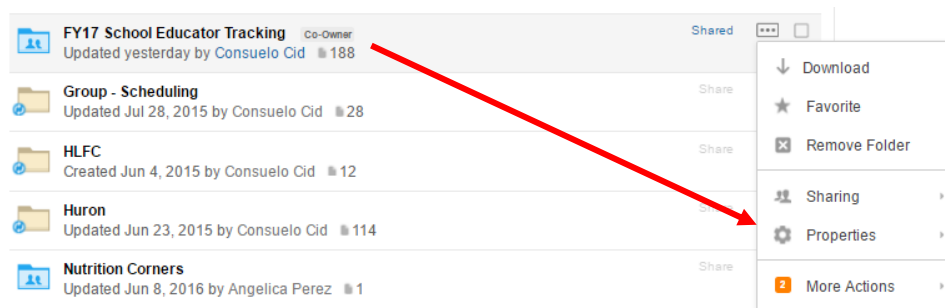 FY17 School Educator Tracking Co-Owner Shared
Updated yesterday by Consuelo Cid 188
Group - Scheduling Share
Updated Jul 28, 2015 by Consuelo Cid 28
HLFC Share
Created Jun 4, 2015 by Consuelo Cid 12
Huron Share
Updated Jun 23, 2015 by Consuelo Cid 114
Nutrition Corners Share
Updated Jun 8, 2016 by Angelica Perez 1
Download
Favorite
Remove Folder
Sharing
Properties
2 More Actions